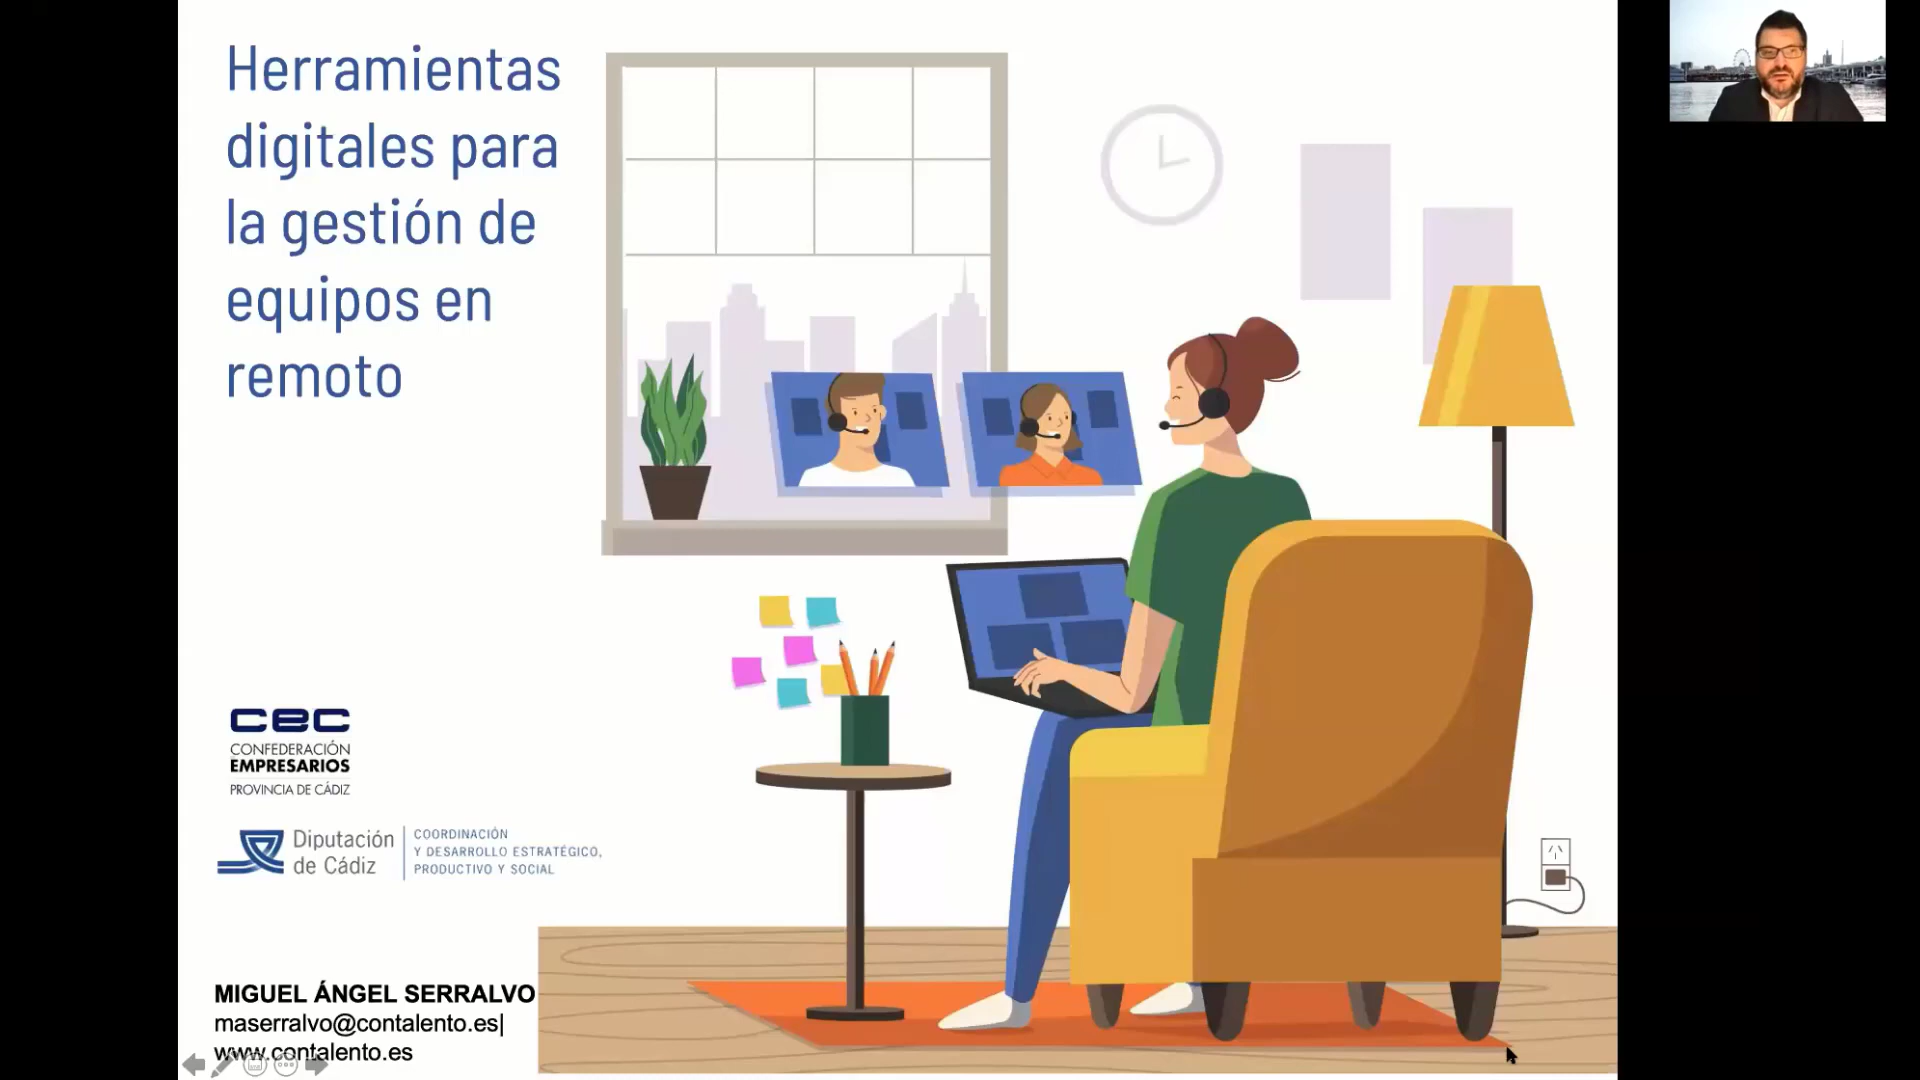 Herramientas
digitales para
la gestión de
equipos en
remoto
cec
CONFEDERACIÓN
EMPRESARIOS
PROVINCIA DE CÁDIZ
Diputación
de Cádiz
COORDINACIÓN
Y DESARROLLO ESTRATÉGICO,
PRODUCTIVO Y SOCIAL
MIGUEL ÁNGEL SERRALVO
maserralvo@contalento.es|
www.contalento.es